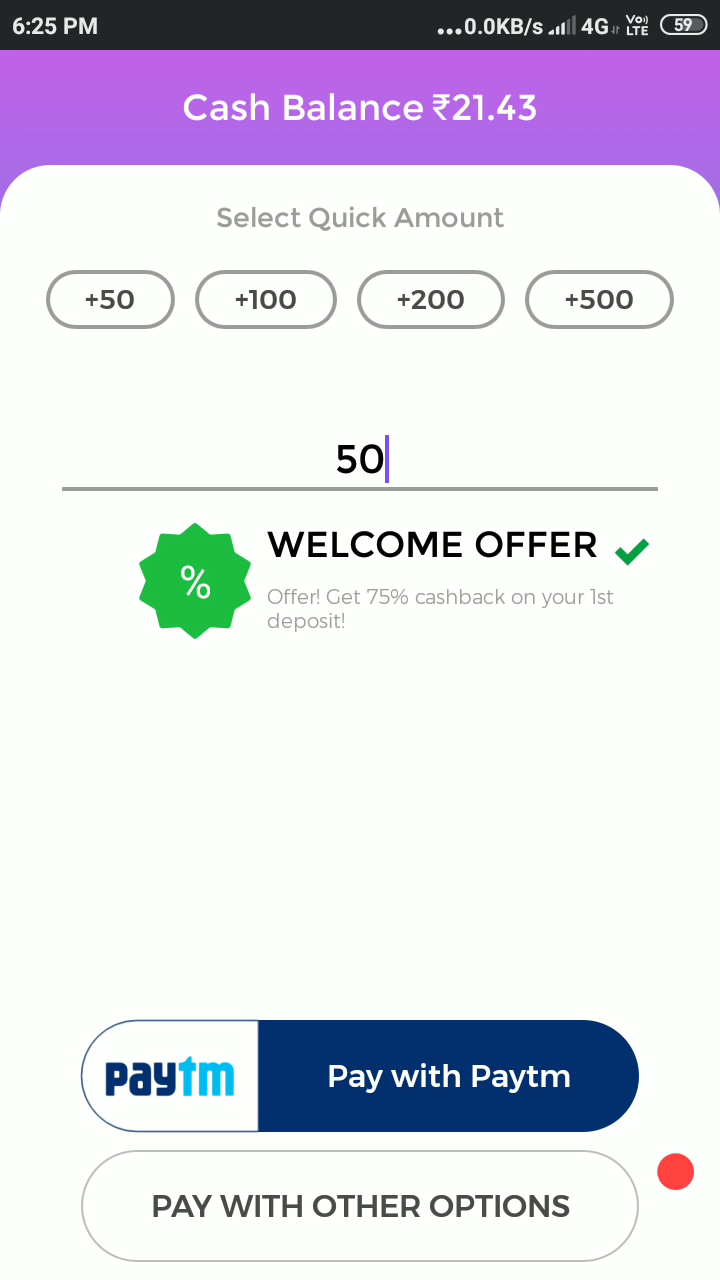 6:25 PM ...0.0KB/s 4G Vo) LTE 59
Cash Balance ₹21.43
Select Quick Amount
+50 +100 +200 +500
50
%
WELCOME OFFER
Offer! Get 75% cashback on your 1st
deposit!
paytm Pay with Paytm
PAY WITH OTHER OPTIONS